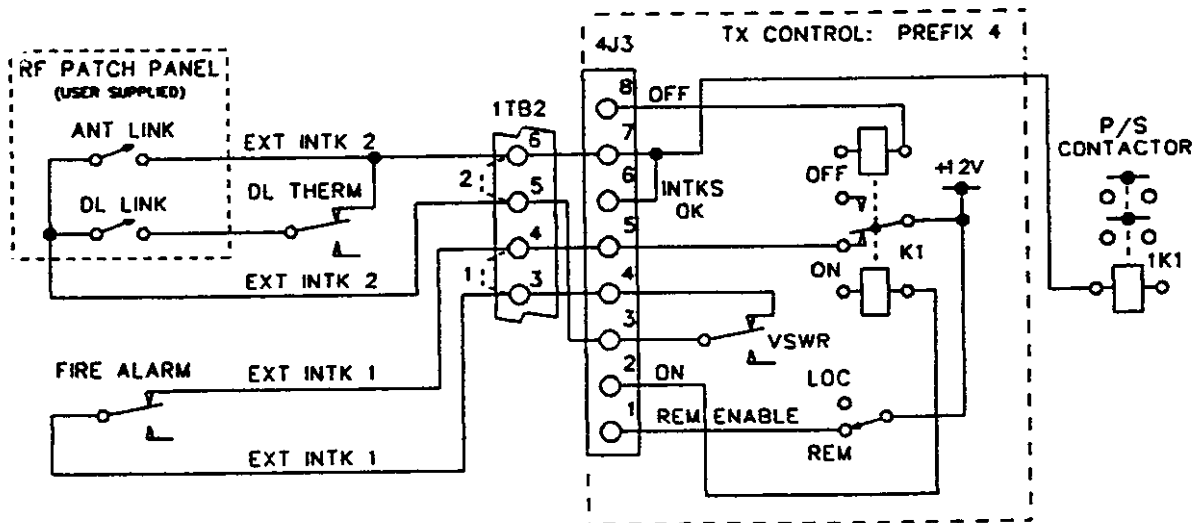 TX CONTROL: PREFIX 4
4J3
RF PATCH PANEL
(USER SUPPLIED)
1TB2
8
OFF
ANT LINK
EXT INTK 2
6
7
P/S
CONTACTOR
+12V
2
DL THERM
5
6
INTKS
OK
OFF
DL LINK
4
5
K1
ON
1K1
EXT INTK 2
1
3
4
3
VSWR
FIRE ALARM
EXT INTK 1
2
ON
LOC
1
REM ENABLE
REM
EXT INTK 1